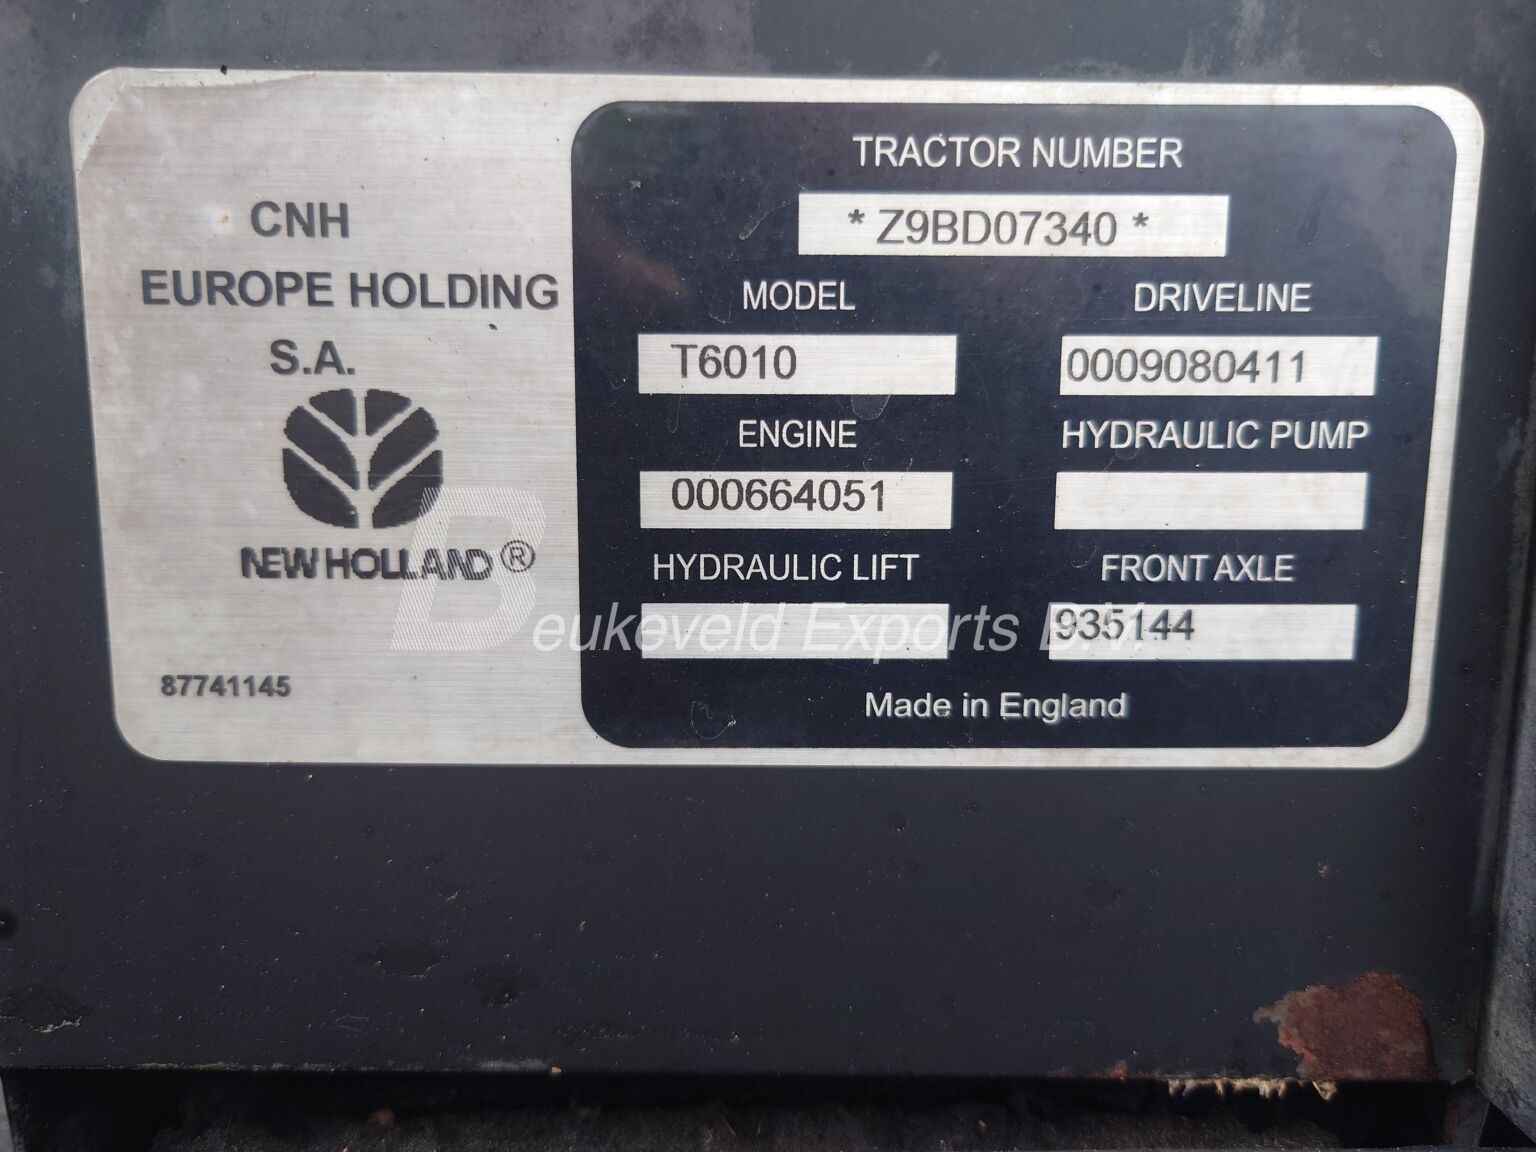 CNH
EUROPE HOLDING
S.A.
NEW HOLLAND®
87741145
TRACTOR NUMBER
* Z9BD07340 *
MODEL DRIVELINE
T6010 0009080411
ENGINE HYDRAULIC PUMP
000664051
HYDRAULIC LIFT FRONT AXLE
935144
Made in England
Beukeveld Exports B.V.